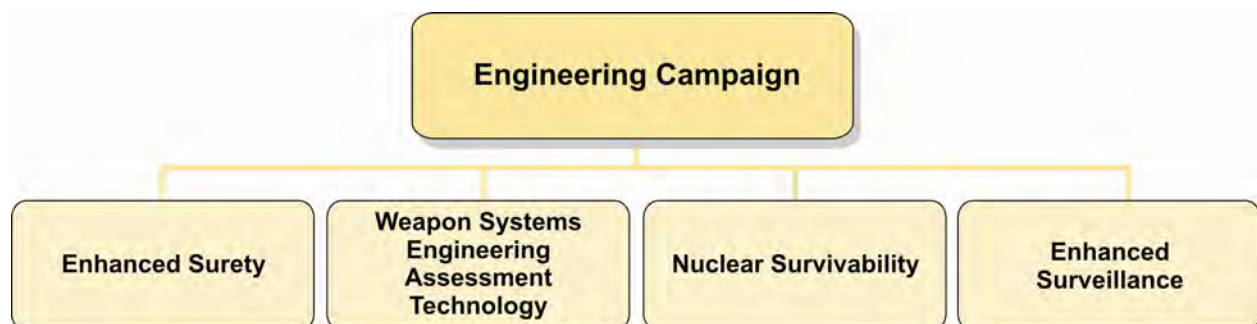 Engineering Campaign
Enhanced Surety
Weapon Systems
Engineering
Assessment
Technology
Nuclear Survivability
Enhanced
Surveillance